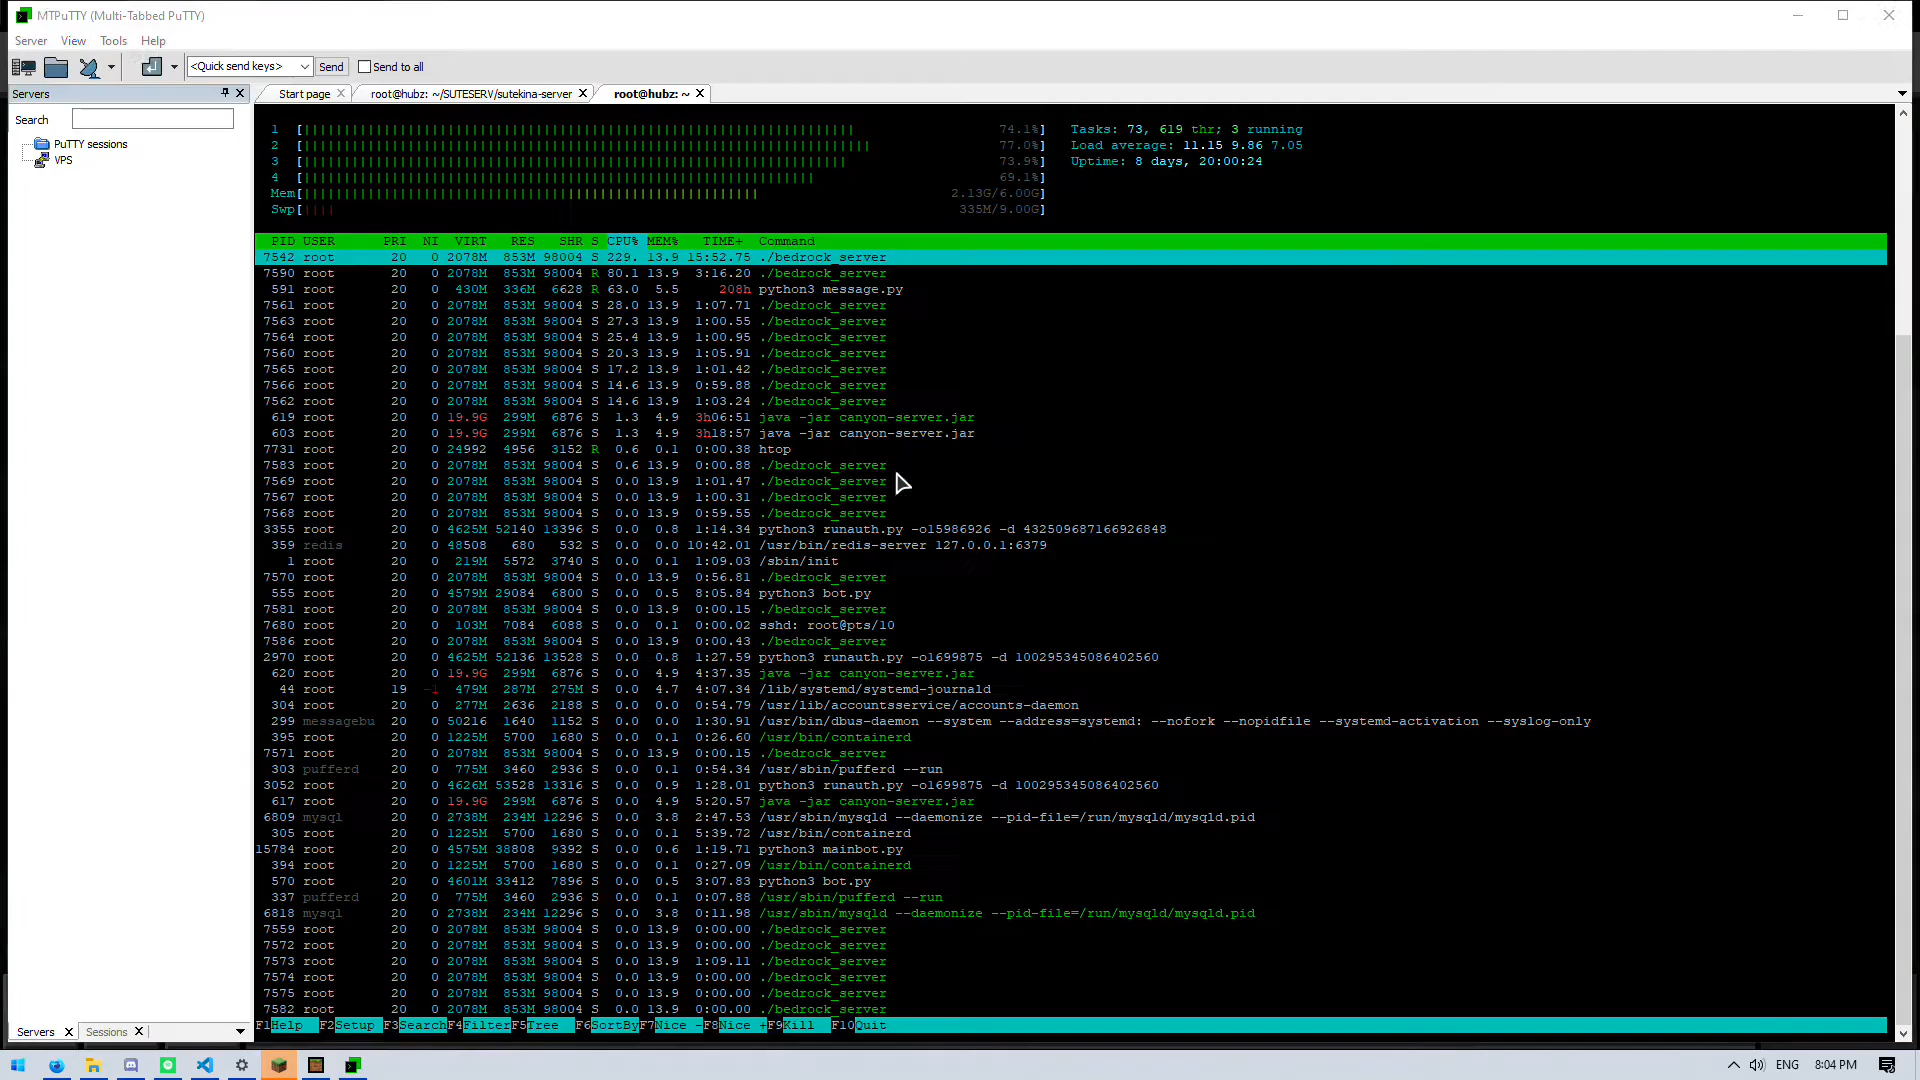 MTPuTTY (Multi-Tabbed PuTTY)
Server View Tools Help
<Quick send keys> Send Send to all
Servers
Start page root@hubz: ~/SUTESERV/sutekina-server root@hubz: ~
Search
PuTTY sessions
VPS
1 [ 74.1%] Tasks: 73, 619 thr; 3 running
2 [ 77.0%] Load average: 11.15 9.86 7.05
3 [ 73.9%] Uptime: 8 days, 20:00:24
4 [ 69.1%]
Mem[ 2.13G/6.00G]
Swp[ 335M/9.00G]
PID USER PRI NI VIRT RES SHR S CPU% MEM% TIME+ Command
7542 root 20 0 2078M 853M 98004 S 229. 13.9 15:52.75 ./bedrock_server
7590 root 20 0 2078M 853M 98004 R 80.1 13.9 3:16.20 ./bedrock_server
591 root 20 0 430M 336M 6628 R 63.0 5.5 208h python3 message.py
7561 root 20 0 2078M 853M 98004 S 28.0 13.9 1:07.71 ./bedrock_server
7563 root 20 0 2078M 853M 98004 S 27.3 13.9 1:00.55 ./bedrock_server
7564 root 20 0 2078M 853M 98004 S 25.4 13.9 1:00.95 ./bedrock_server
7560 root 20 0 2078M 853M 98004 S 20.3 13.9 1:05.91 ./bedrock_server
7565 root 20 0 2078M 853M 98004 S 17.2 13.9 1:01.42 ./bedrock_server
7566 root 20 0 2078M 853M 98004 S 14.6 13.9 0:59.88 ./bedrock_server
7562 root 20 0 2078M 853M 98004 S 14.6 13.9 1:03.24 ./bedrock_server
619 root 20 0 19.9G 299M 6876 S 1.3 4.9 3h06:51 java -jar canyon-server.jar
603 root 20 0 19.9G 299M 6876 S 1.3 4.9 3h18:57 java -jar canyon-server.jar
7731 root 20 0 24992 4956 3152 R 0.6 0.1 0:00.38 htop
7583 root 20 0 2078M 853M 98004 S 0.6 13.9 0:00.88 ./bedrock_server
7569 root 20 0 2078M 853M 98004 S 0.0 13.9 1:01.47 ./bedrock_server
7567 root 20 0 2078M 853M 98004 S 0.0 13.9 1:00.31 ./bedrock_server
7568 root 20 0 2078M 853M 98004 S 0.0 13.9 0:59.55 ./bedrock_server
3355 root 20 0 4625M 52140 13396 S 0.0 0.8 1:14.34 python3 runauth.py -o15986926 -d 432509687166926848
359 redis 20 0 48508 680 532 S 0.0 0.0 10:42.01 /usr/bin/redis-server 127.0.0.1:6379
1 root 20 0 219M 5572 3740 S 0.0 0.1 1:09.03 /sbin/init
7570 root 20 0 2078M 853M 98004 S 0.0 13.9 0:56.81 ./bedrock_server
555 root 20 0 4579M 29084 6800 S 0.0 0.5 8:05.84 python3 bot.py
7581 root 20 0 2078M 853M 98004 S 0.0 13.9 0:00.15 ./bedrock_server
7680 root 20 0 103M 7084 6088 S 0.0 0.1 0:00.02 sshd: root@pts/10
7586 root 20 0 2078M 853M 98004 S 0.0 13.9 0:00.43 ./bedrock_server
2970 root 20 0 4625M 52136 13528 S 0.0 0.8 1:27.59 python3 runauth.py -o1699875 -d 100295345086402560
620 root 20 0 19.9G 299M 6876 S 0.0 4.9 4:37.35 java -jar canyon-server.jar
44 root 19 -1 479M 287M 275M S 0.0 4.7 4:07.34 /lib/systemd/systemd-journald
304 root 20 0 277M 2636 2188 S 0.0 0.0 0:54.79 /usr/lib/accountsservice/accounts-daemon
299 messagebu 20 0 50216 1640 1152 S 0.0 0.0 1:30.91 /usr/bin/dbus-daemon --system --address=systemd: --nofork --nopidfile --systemd-activation --syslog-only
395 root 20 0 1225M 5700 1680 S 0.0 0.1 0:26.60 /usr/bin/containerd
7571 root 20 0 2078M 853M 98004 S 0.0 13.9 0:00.15 ./bedrock_server
303 pufferd 20 0 775M 3460 2936 S 0.0 0.1 0:54.34 /usr/sbin/pufferd --run
3052 root 20 0 4626M 53528 13316 S 0.0 0.9 1:28.01 python3 runauth.py -o1699875 -d 100295345086402560
617 root 20 0 19.9G 299M 6876 S 0.0 4.9 5:20.57 java -jar canyon-server.jar
6809 mysql 20 0 2738M 234M 12296 S 0.0 3.8 2:47.53 /usr/sbin/mysqld --daemonize --pid-file=/run/mysqld/mysqld.pid
305 root 20 0 1225M 5700 1680 S 0.0 0.1 5:39.72 /usr/bin/containerd
15784 root 20 0 4575M 38808 9392 S 0.0 0.6 1:19.71 python3 mainbot.py
394 root 20 0 1225M 5700 1680 S 0.0 0.1 0:27.09 /usr/bin/containerd
570 root 20 0 4601M 33412 7896 S 0.0 0.5 3:07.83 python3 bot.py
337 pufferd 20 0 775M 3460 2936 S 0.0 0.1 0:07.88 /usr/sbin/pufferd --run
6818 mysql 20 0 2738M 234M 12296 S 0.0 3.8 0:11.98 /usr/sbin/mysqld --daemonize --pid-file=/run/mysqld/mysqld.pid
7559 root 20 0 2078M 853M 98004 S 0.0 13.9 0:00.00 ./bedrock_server
7572 root 20 0 2078M 853M 98004 S 0.0 13.9 0:00.00 ./bedrock_server
7573 root 20 0 2078M 853M 98004 S 0.0 13.9 1:09.11 ./bedrock_server
7574 root 20 0 2078M 853M 98004 S 0.0 13.9 0:00.00 ./bedrock_server
7575 root 20 0 2078M 853M 98004 S 0.0 13.9 0:00.00 ./bedrock_server
7582 root 20 0 2078M 853M 98004 S 0.0 13.9 0:00.00 ./bedrock_server
F1Help F2Setup F3SearchF4FilterF5Tree F6SortByF7Nice -F8Nice +F9Kill F10Quit
Servers Sessions
ENG 8:04 PM